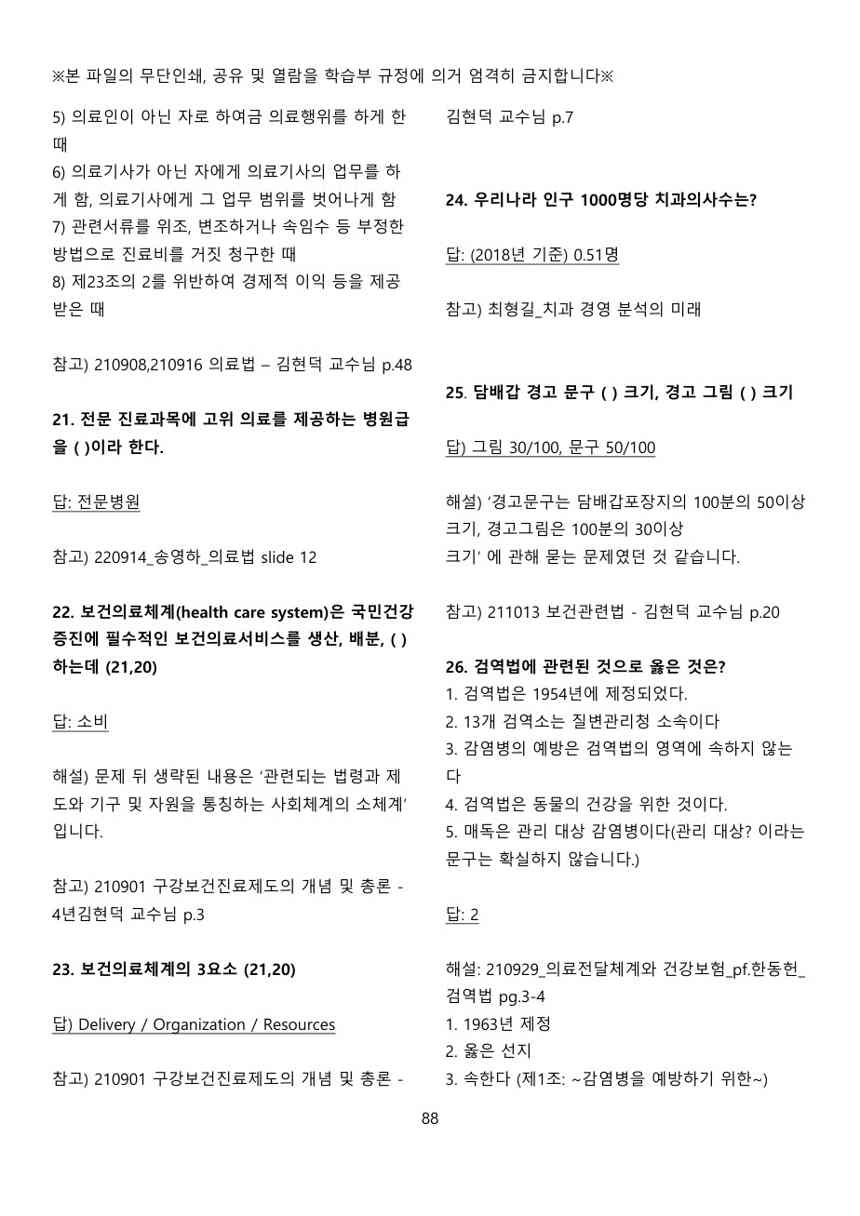 ※본 파일의 무단인쇄, 공유 및 열람을 학습부 규정에 의거 엄격히 금지합니다※
5) 의료인이 아닌 자로 하여금 의료행위를 하게 한
때
6) 의료기사가 아닌 자에게 의료기사의 업무를 하
게 함, 의료기사에게 그 업무 범위를 벗어나게 함
7) 관련서류를 위조, 변조하거나 속임수 등 부정한
방법으로 진료비를 거짓 청구한 때
8) 제23조의 2를 위반하여 경제적 이익 등을 제공
받은 때
참고) 210908,210916 의료법 – 김현덕 교수님 p.48
21. 전문 진료과목에 고위 의료를 제공하는 병원급
을 ( )이라 한다.
답: 전문병원
참고) 220914_송영하_의료법 slide 12
22. 보건의료체계(health care system)은 국민건강
증진에 필수적인 보건의료서비스를 생산, 배분, ( )
하는데 (21,20)
답: 소비
해설) 문제 뒤 생략된 내용은 '관련되는 법령과 제
도와 기구 및 자원을 통칭하는 사회체계의 소체계'
입니다.
참고) 210901 구강보건진료제도의 개념 및 총론 -
4년김현덕 교수님 p.3
23. 보건의료체계의 3요소 (21,20)
답) Delivery / Organization / Resources
참고) 210901 구강보건진료제도의 개념 및 총론 -
김현덕 교수님 p.7
24. 우리나라 인구 1000명당 치과의사수는?
답: (2018년 기준) 0.51명
참고) 최형길_치과 경영 분석의 미래
25. 담배갑 경고 문구 ( ) 크기, 경고 그림 ( ) 크기
답) 그림 30/100, 문구 50/100
해설) '경고문구는 담배갑포장지의 100분의 50이상
크기, 경고그림은 100분의 30이상
크기' 에 관해 묻는 문제였던 것 같습니다.
참고) 211013 보건관련법 - 김현덕 교수님 p.20
26. 검역법에 관련된 것으로 옳은 것은?
1. 검역법은 1954년에 제정되었다.
2. 13개 검역소는 질변관리청 소속이다
3. 감염병의 예방은 검역법의 영역에 속하지 않는
다
4. 검역법은 동물의 건강을 위한 것이다.
5. 매독은 관리 대상 감염병이다(관리 대상? 이라는
문구는 확실하지 않습니다.)
답: 2
해설: 210929_의료전달체계와 건강보험_pf.한동헌_
검역법 pg.3-4
1. 1963년 제정
2. 옳은 선지
3. 속한다 (제1조: ~감염병을 예방하기 위한~)
88